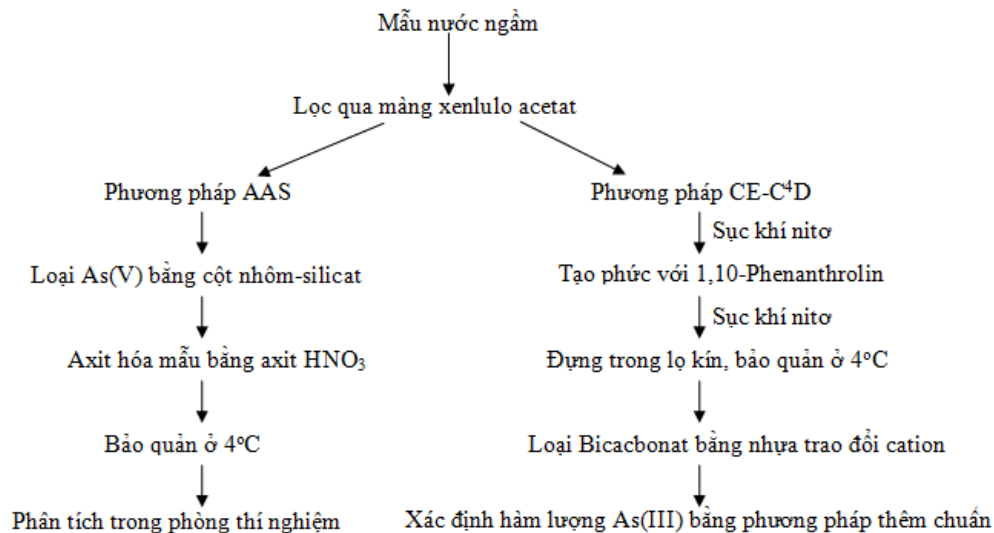 Mẫu nước ngầm
Lọc qua màng xenlulo acetat
Phương pháp AAS
Phương pháp CE-C⁴D
Sục khí nitơ
Loại As(V) bằng cột nhôm-silicat
Tạo phức với 1,10-Phenanthrolin
Sục khí nitơ
Axit hóa mẫu bằng axit HNO₃
Đựng trong lọ kín, bảo quản ở 4ºC
Bảo quản ở 4ºC
Loại Bicacbonat bằng nhựa trao đổi cation
Phân tích trong phòng thí nghiệm
Xác định hàm lượng As(III) bằng phương pháp thêm chuẩn